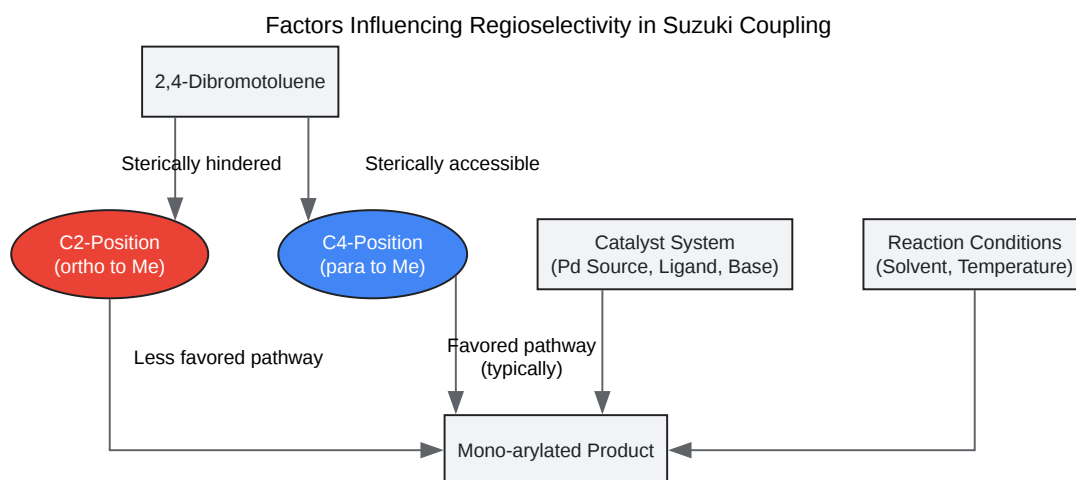 Factors Influencing Regioselectivity in Suzuki Coupling
2,4-Dibromotoluene
Sterically hindered
Sterically accessible
C2-Position
(ortho to Me)
C4-Position
(para to Me)
Catalyst System
(Pd Source, Ligand, Base)
Reaction Conditions
(Solvent, Temperature)
Less favored pathway
Favored pathway
(typically)
Mono-arylated Product